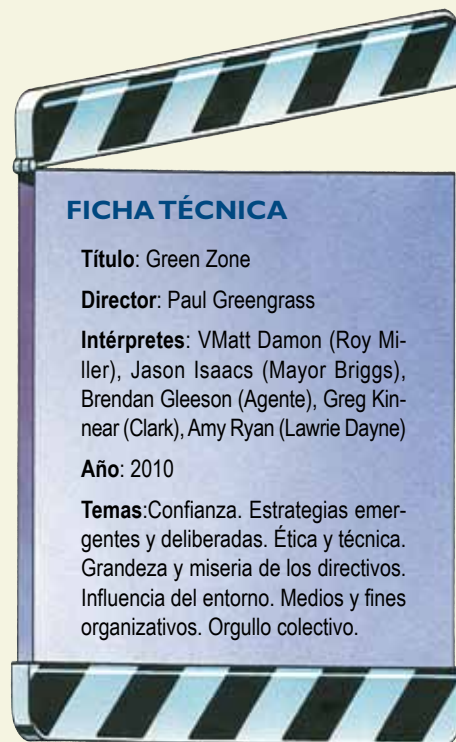 FICHA TÉCNICA
Título: Green Zone
Director: Paul Greengrass
Intérpretes: VMatt Damon (Roy Mi-
ller), Jason Isaacs (Mayor Briggs),
Brendan Gleeson (Agente), Greg Kin-
near (Clark), Amy Ryan (Lawrie Dayne)
Año: 2010
Temas:Confianza. Estrategias emer-
gentes y deliberadas. Ética y técnica.
Grandeza y miseria de los directivos.
Influencia del entorno. Medios y fines
organizativos. Orgullo colectivo.